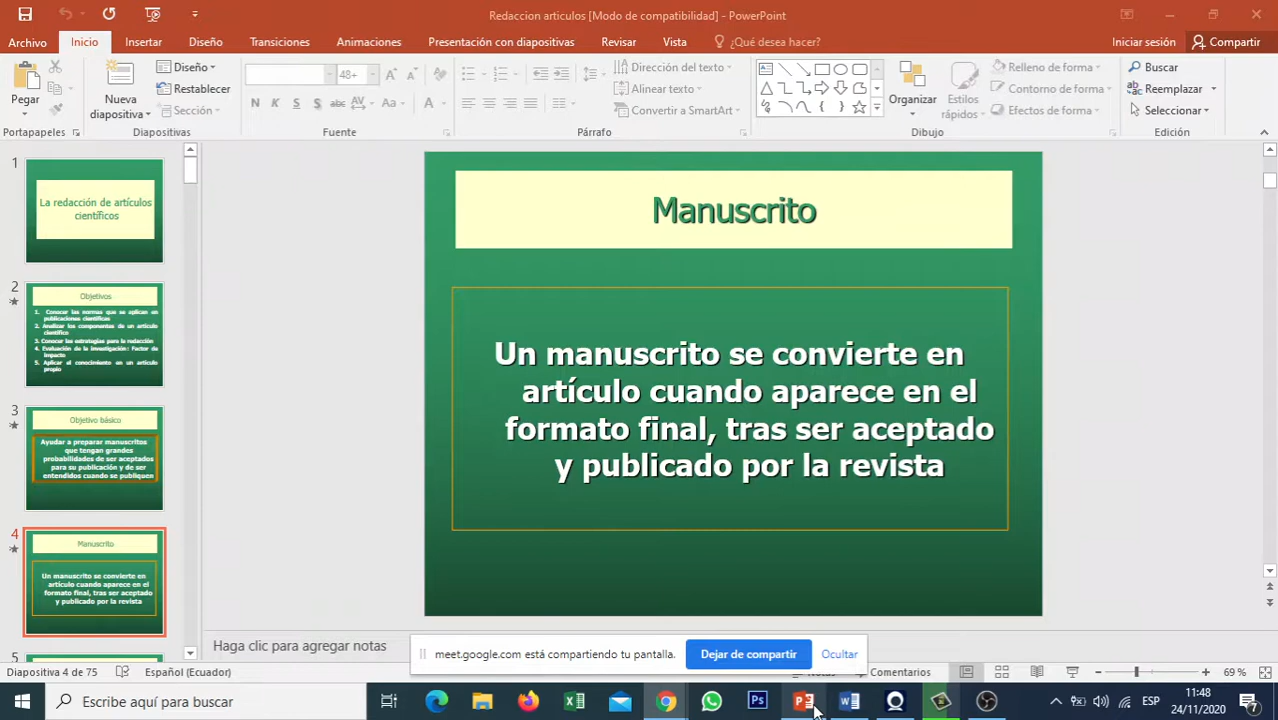 Redaccion articulos [Modo de compatibilidad] - PowerPoint
Archivo
Inicio
Insertar
Diseño
Transiciones
Animaciones
Presentación con diapositivas
Revisar
Vista
¿Qué desea hacer?
Iniciar sesión
Compartir
Pegar
Portapapeles
Nueva
diapositiva
Diseño
Restablecer
Sección
Diapositivas
48+
N K S S abc AV Aa A
Fuente
Dirección del texto
Alinear texto
Convertir a SmartArt
Párrafo
Organizar
Estilos
rápidos
Relleno de forma
Contorno de forma
Efectos de forma
Dibujo
Buscar
Reemplazar
Seleccionar
Edición
1
La redacción de artículos
científicos
2
Objetivos
1. Conocer las normas que se aplican en
publicaciones científicas
2. Analizar los componentes de un artículo
científico
3. Conocer las estrategias para la redacción
4. Evaluación de la investigación: Factor de
Impacto
5. Aplicar el conocimiento en un artículo
propio
3
Objetivo básico
Ayudar a preparar manuscritos
que tengan grandes
probabilidades de ser aceptados
para su publicación y de ser
entendidos cuando se publiquen
4
Manuscrito
Un manuscrito se convierte en
artículo cuando aparece en el
formato final, tras ser aceptado
y publicado por la revista
5
Manuscrito
Un manuscrito se convierte en
artículo cuando aparece en el
formato final, tras ser aceptado
y publicado por la revista
Haga clic para agregar notas
meet.google.com está compartiendo tu pantalla.
Dejar de compartir
Ocultar
Diapositiva 4 de 75
Español (Ecuador)
Notas
Comentarios
69 %
Escribe aquí para buscar
Ps
ESP
11:48
24/11/2020
7